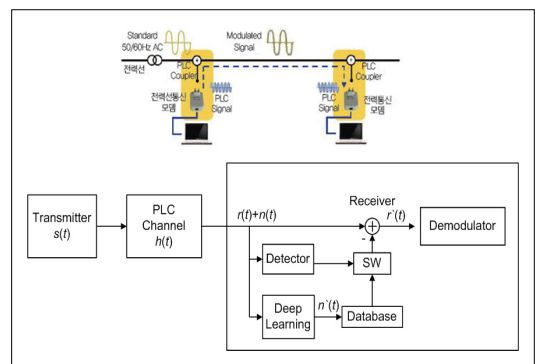 Standard
50/60Hz AC
Modulated
Signal
전력선
PLC
Coupler
PLC
Coupler
전력선통신
모뎀
PLC
Signal
PLC
Signal
전력통신
모뎀
Transmitter
s(t)
PLC
Channel
h(t)
r(t)+n(t)
Receiver
r`(t)
-
Demodulator
Detector
SW
Deep
Learning
n`(t)
Database